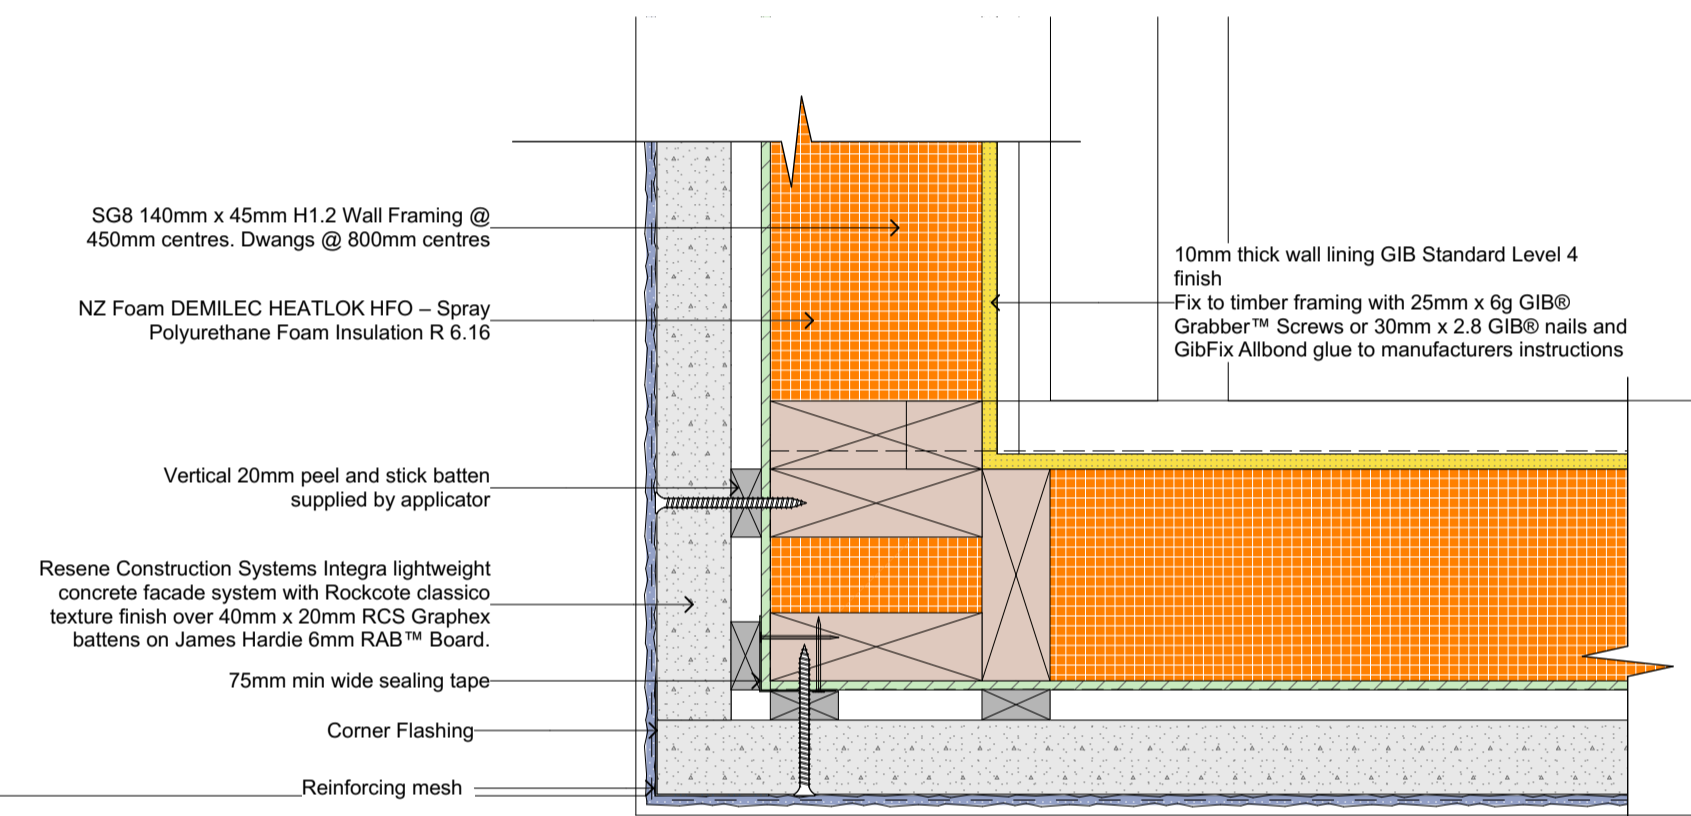 SG8 140mm x 45mm H1.2 Wall Framing @
450mm centres. Dwangs @ 800mm centres
NZ Foam DEMILEC HEATLOK HFO – Spray
Polyurethane Foam Insulation R 6.16
Vertical 20mm peel and stick batten
supplied by applicator
Resene Construction Systems Integra lightweight
concrete facade system with Rockcote classico
texture finish over 40mm x 20mm RCS Graphex
battens on James Hardie 6mm RAB™ Board.
75mm min wide sealing tape
Corner Flashing
Reinforcing mesh
10mm thick wall lining GIB Standard Level 4
finish
Fix to timber framing with 25mm x 6g GIB®
Grabber™ Screws or 30mm x 2.8 GIB® nails and
GibFix Allbond glue to manufacturers instructions